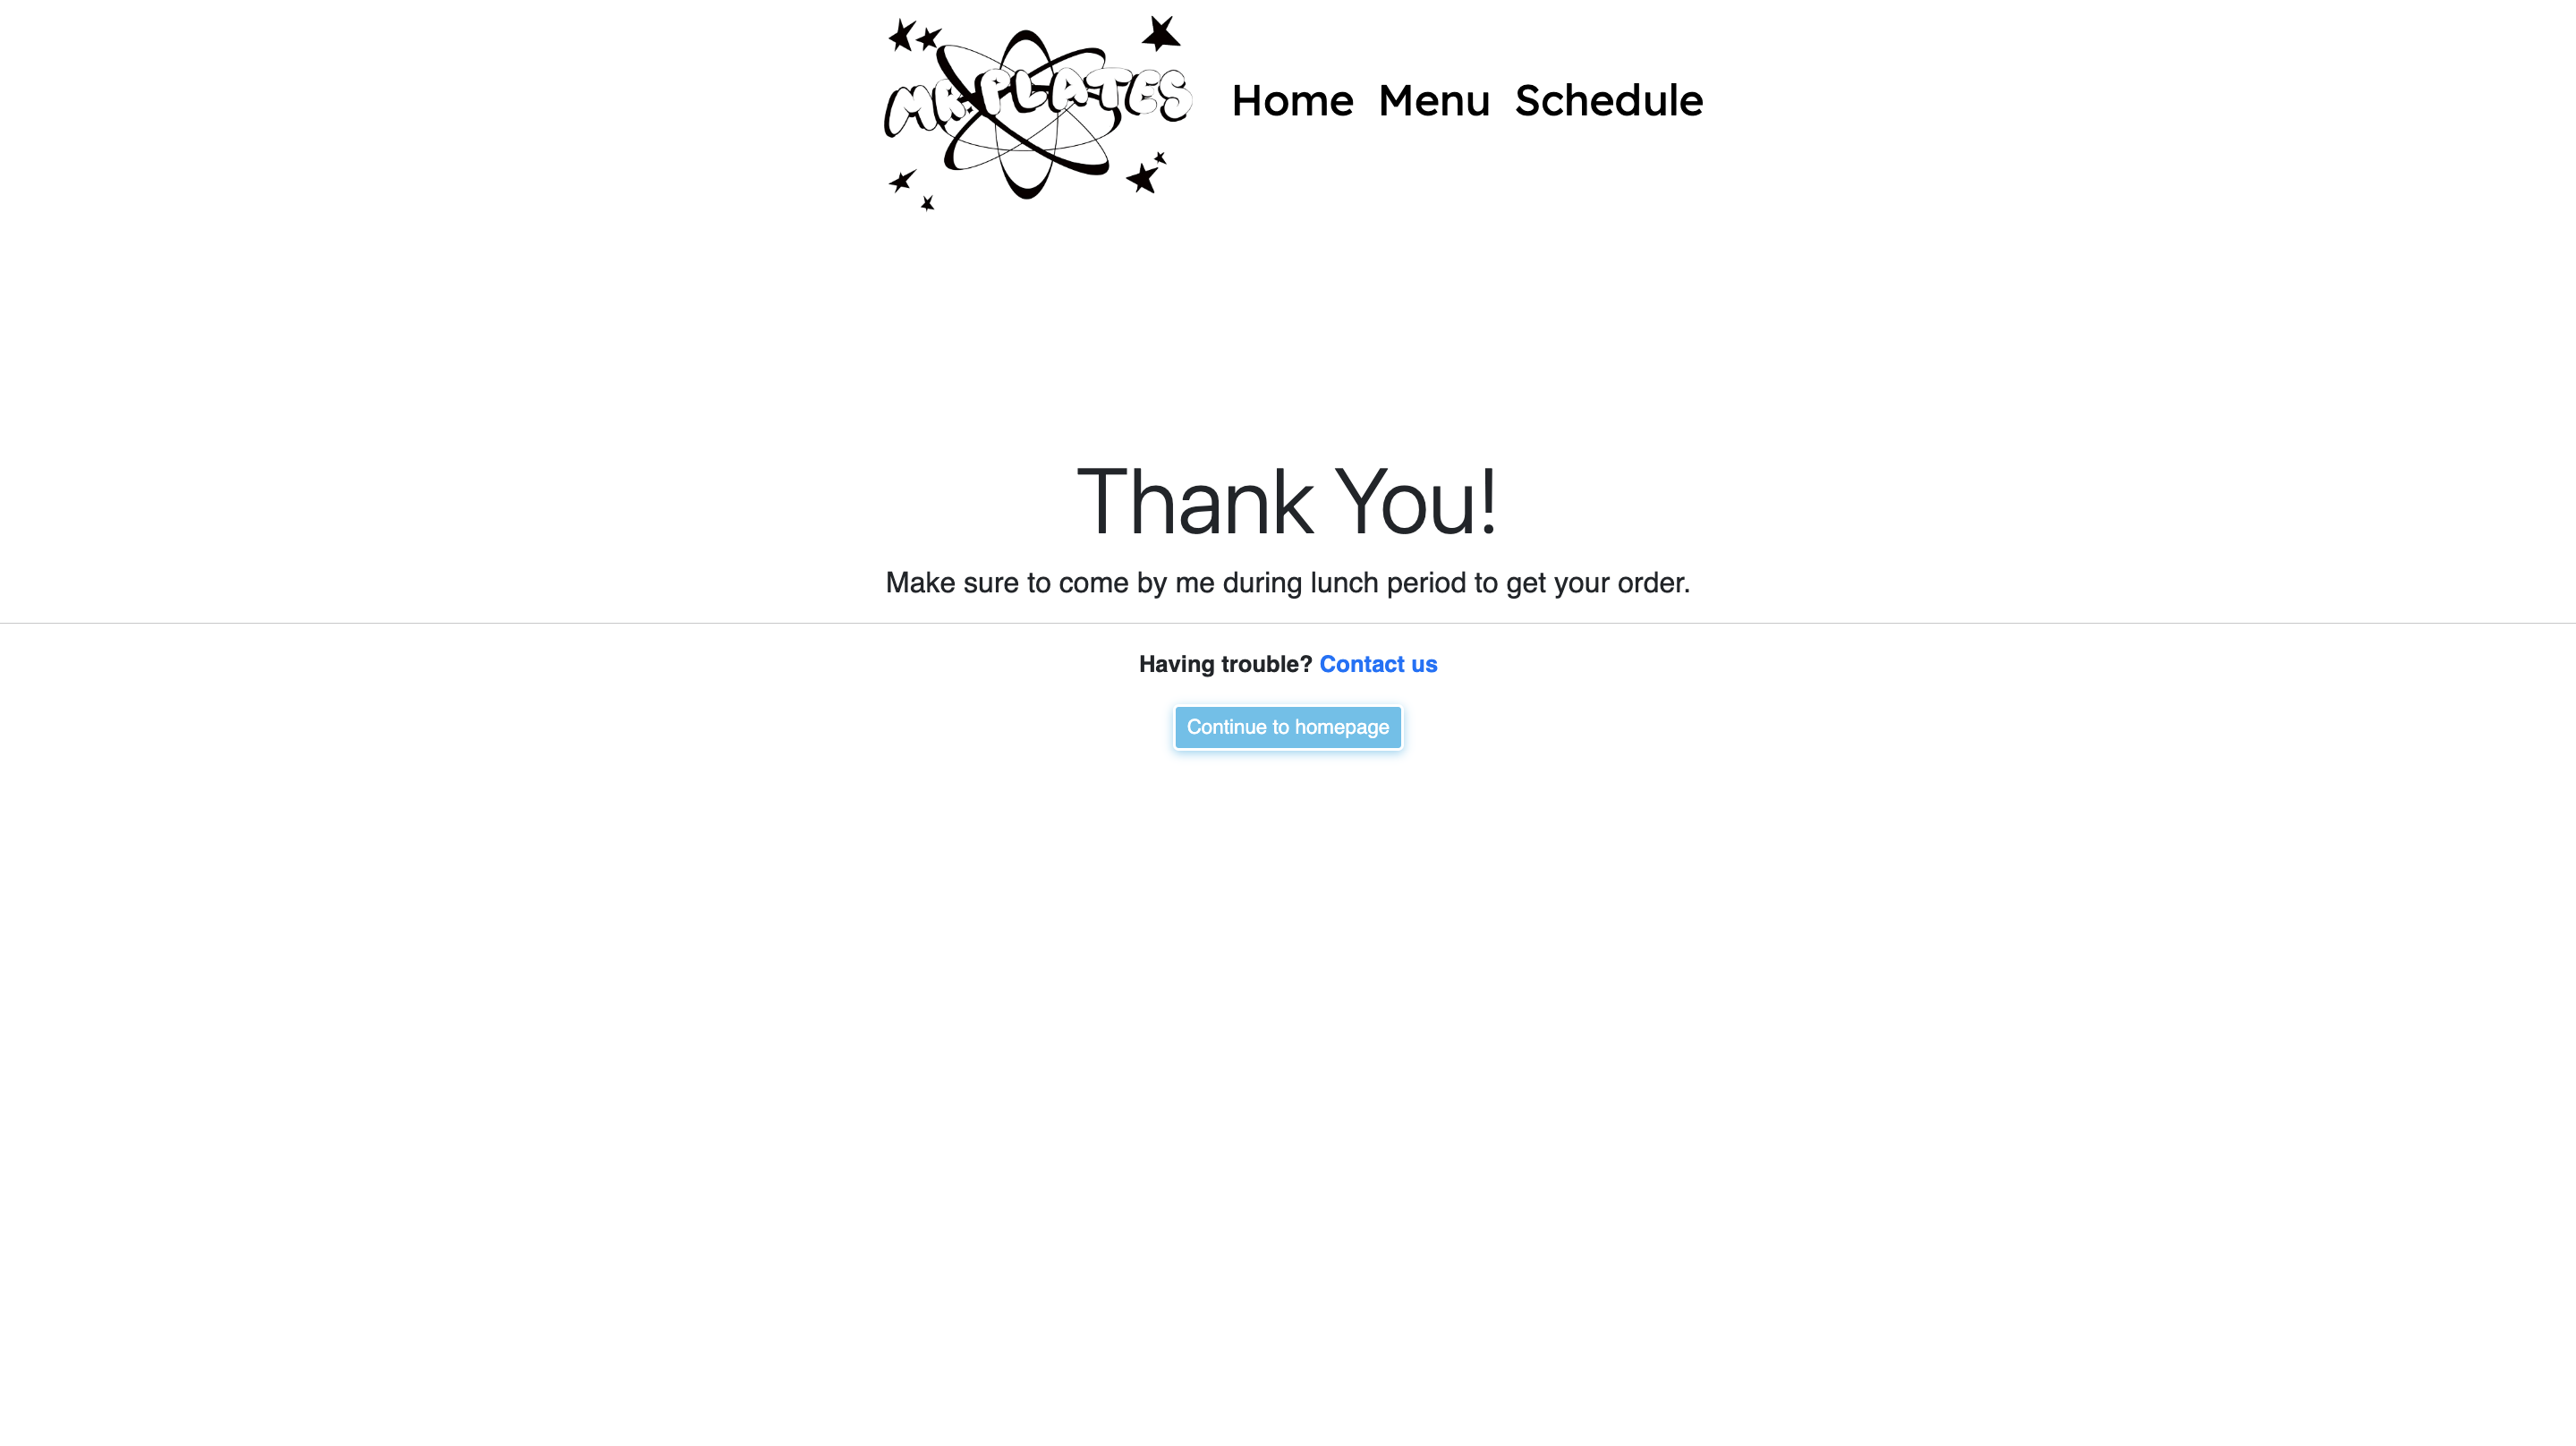 MR.PLATES
Home Menu Schedule
Thank You!
Make sure to come by me during lunch period to get your order.
Having trouble? Contact us
Continue to homepage